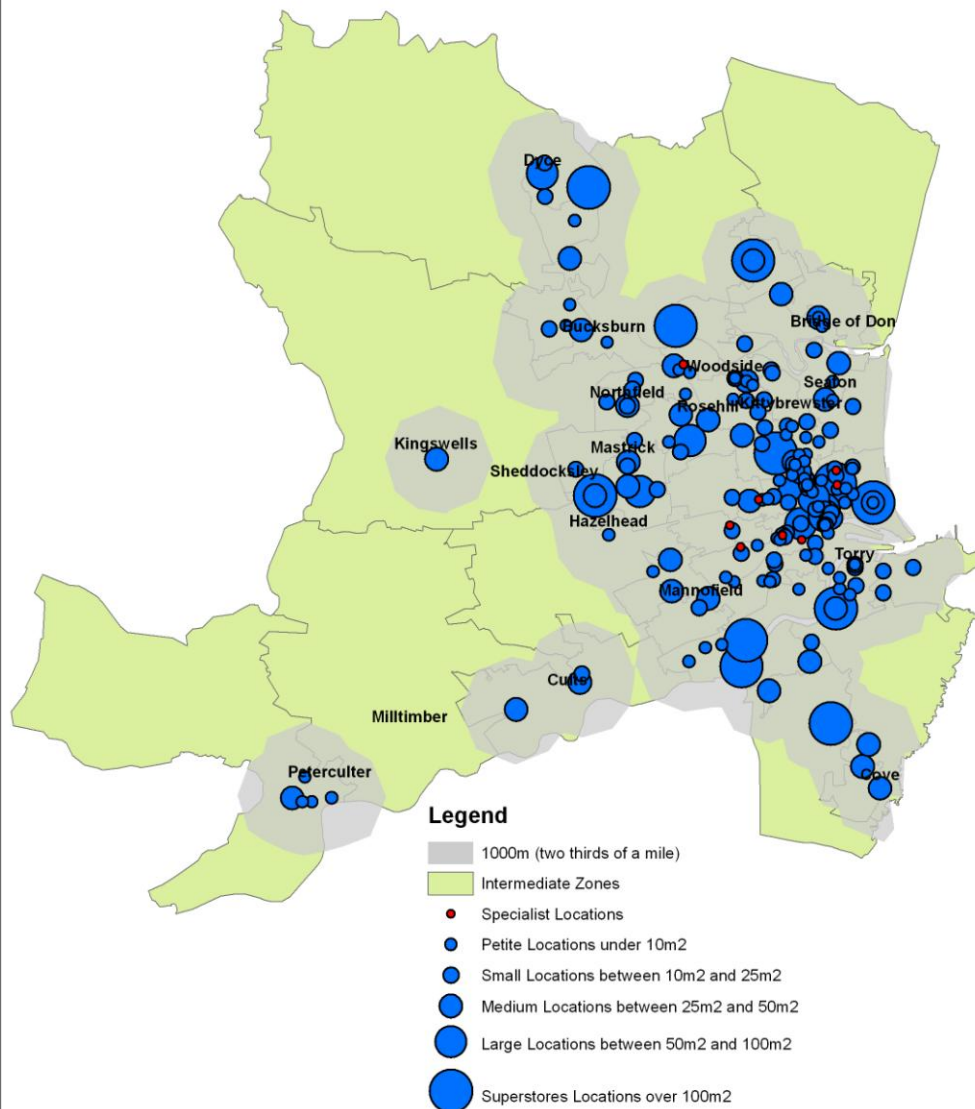 Dyce
Bucksburn
Bridge of Don
Woodside
Seaton
Northfield
Rosehill
Kittybrewster
Kingswells
Mastrick
Sheddocksley
Hazelhead
Torry
Mannofield
Cults
Milltimber
Peterculter
Cove
Legend
1000m (two thirds of a mile)
Intermediate Zones
Specialist Locations
Petite Locations under 10m2
Small Locations between 10m2 and 25m2
Medium Locations between 25m2 and 50m2
Large Locations between 50m2 and 100m2
Superstores Locations over 100m2